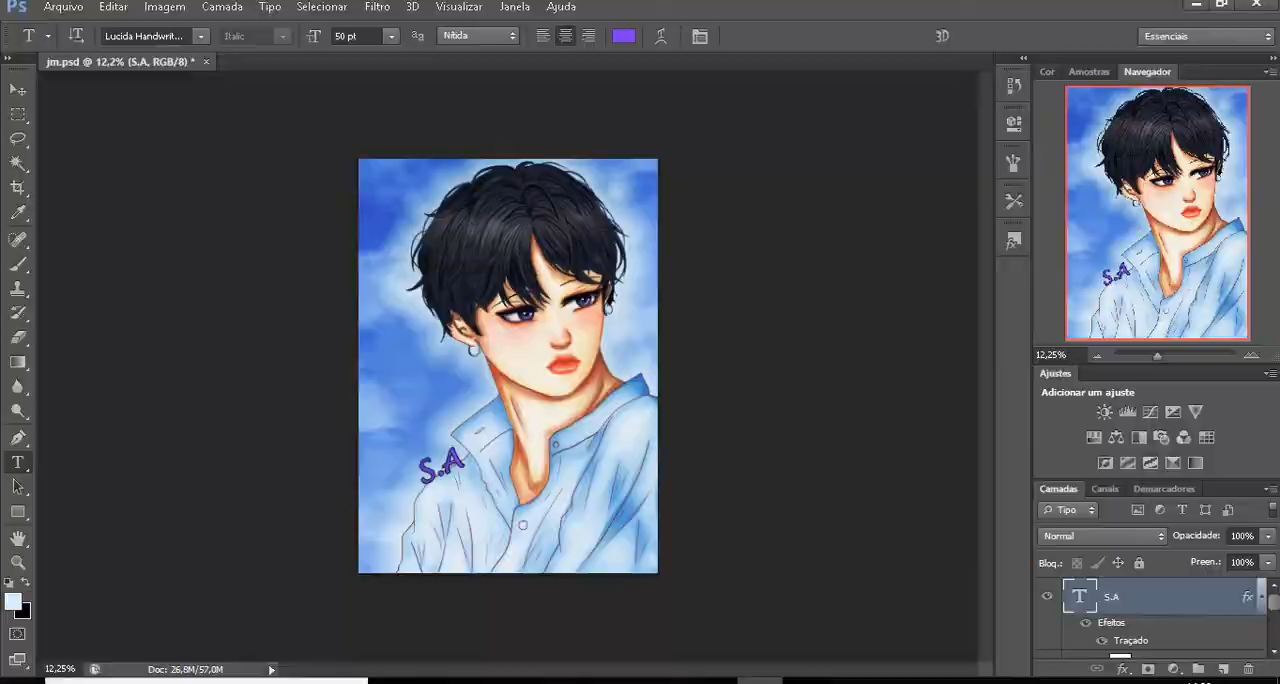 Ps Arquivo Editar Imagem Camada Tipo Selecionar Filtro 3D Visualizar Janela Ajuda
T Lucida Handwrit... Italic 50 pt Nítida 3D Essenciais
jm.psd @ 12,2% (S.A, RGB/8) *
Cor Amostras Navegador
S.A
S.A
12,25%
Ajustes
Adicionar um ajuste
Camadas Canais Demarcadores
Tipo
Normal Opacidade: 100%
Bloq.: Preen.: 100%
T S.A fx
Efeitos
Traçado
12,25% Doc: 26,8M/57,0M